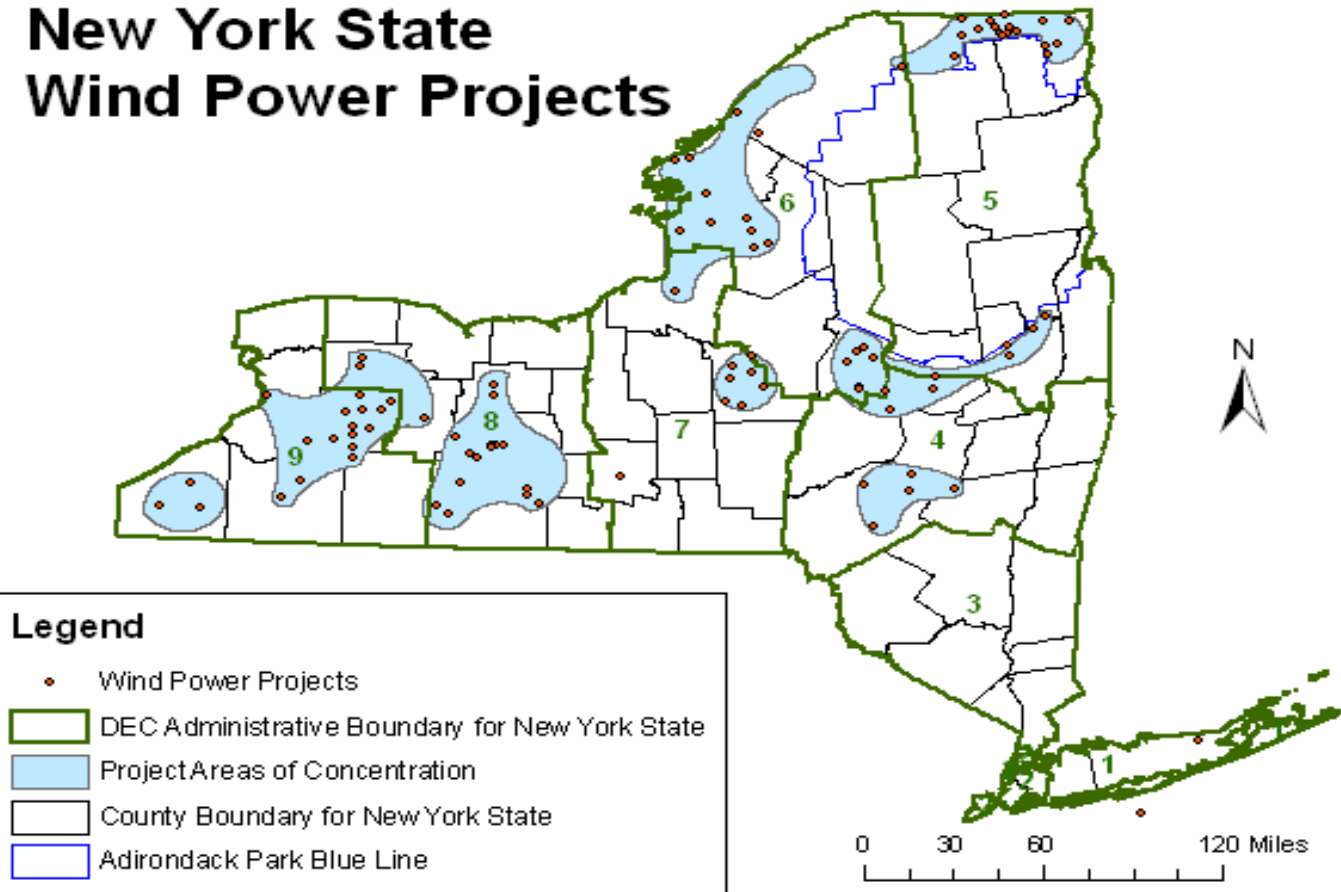 New York State
Wind Power Projects
6
5
9
8
7
4
N
3
1
2
Legend
Wind Power Projects
DEC Administrative Boundary for New York State
Project Areas of Concentration
County Boundary for New York State
Adirondack Park Blue Line
0 30 60 120 Miles